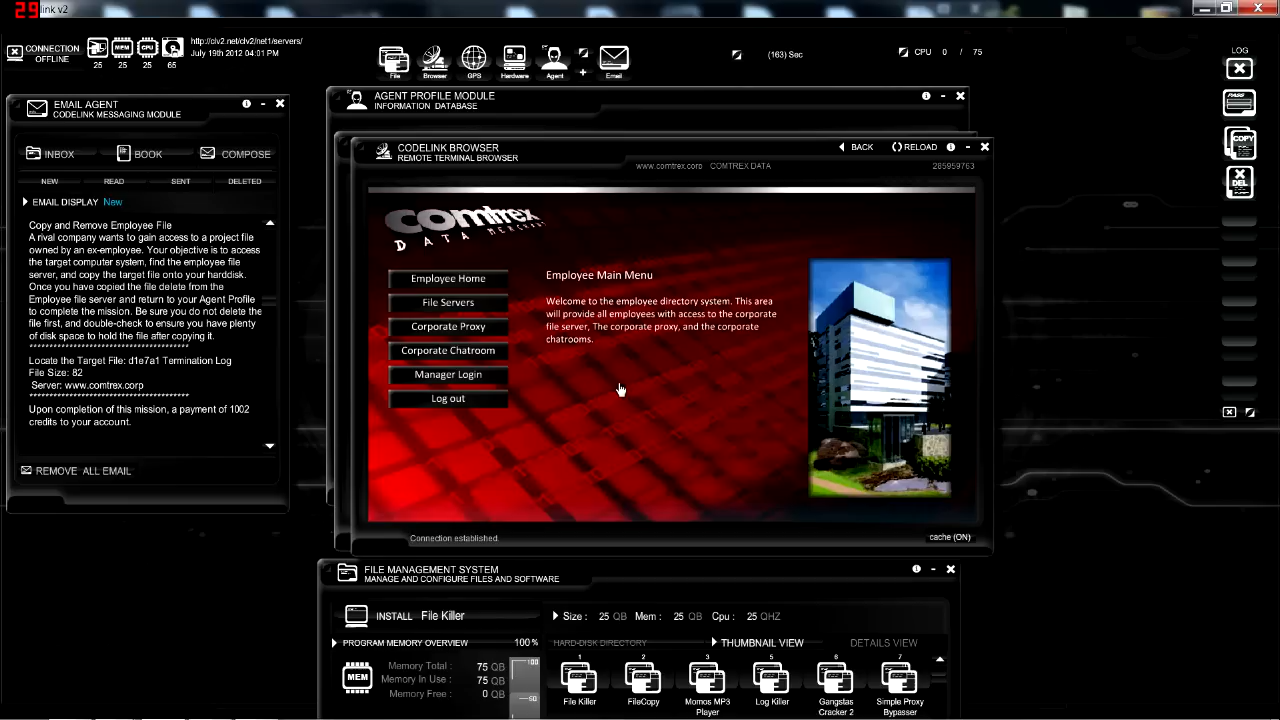 29
link v2
CONNECTION OFFLINE
MEM
CPU
25 25 25 65
http://clv2.net/clv2/net1/servers/
July 19th 2012 04:01 PM
File Browser GPS Hardware Agent Email
(163) Sec
CPU 0 / 75
LOG
PASS
COPY
DEL
EMAIL AGENT
CODELINK MESSAGING MODULE
INBOX BOOK COMPOSE
NEW READ SENT DELETED
EMAIL DISPLAY New
Copy and Remove Employee File
A rival company wants to gain access to a project file
owned by an ex-employee. Your objective is to access
the target computer system, find the employee file
server, and copy the target file onto your harddisk.
Once you have copied the file delete from the
Employee file server and return to your Agent Profile
to complete the mission. Be sure you do not delete the
file first, and double-check to ensure you have plenty
of disk space to hold the file after copying it.
****************************************
Locate the Target File: d1e7a1 Termination Log
File Size: 82
Server: www.comtrex.corp
****************************************
Upon completion of this mission, a payment of 1002
credits to your account.
REMOVE ALL EMAIL
AGENT PROFILE MODULE
INFORMATION DATABASE
CODELINK BROWSER
REMOTE TERMINAL BROWSER
BACK RELOAD
www.comtrex.corp COMTREX DATA
285959763
comtrex
DATA MERCHANT
Employee Home
File Servers
Corporate Proxy
Corporate Chatroom
Manager Login
Log out
Employee Main Menu
Welcome to the employee directory system. This area
will provide all employees with access to the corporate
file server, The corporate proxy, and the corporate
chatrooms.
Connection established.
cache (ON)
FILE MANAGEMENT SYSTEM
MANAGE AND CONFIGURE FILES AND SOFTWARE
INSTALL File Killer
Size : 25 QB Mem : 25 QB Cpu : 25 QHZ
PROGRAM MEMORY OVERVIEW 100 %
HARD-DISK DIRECTORY THUMBNAIL VIEW DETAILS VIEW
MEM
Memory Total : 75 QB
Memory In Use : 75 QB
Memory Free : 0 QB
100
50
1 2 3 5 6 7
File Killer
FileCopy
Momos MP3 Player
Log Killer
Gangstas Cracker 2
Simple Proxy Bypasser